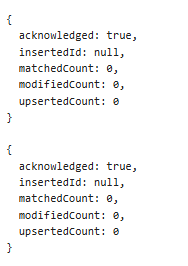 {
  acknowledged: true,
  insertedId: null,
  matchedCount: 0,
  modifiedCount: 0,
  upsertedCount: 0
}
{
  acknowledged: true,
  insertedId: null,
  matchedCount: 0,
  modifiedCount: 0,
  upsertedCount: 0
}